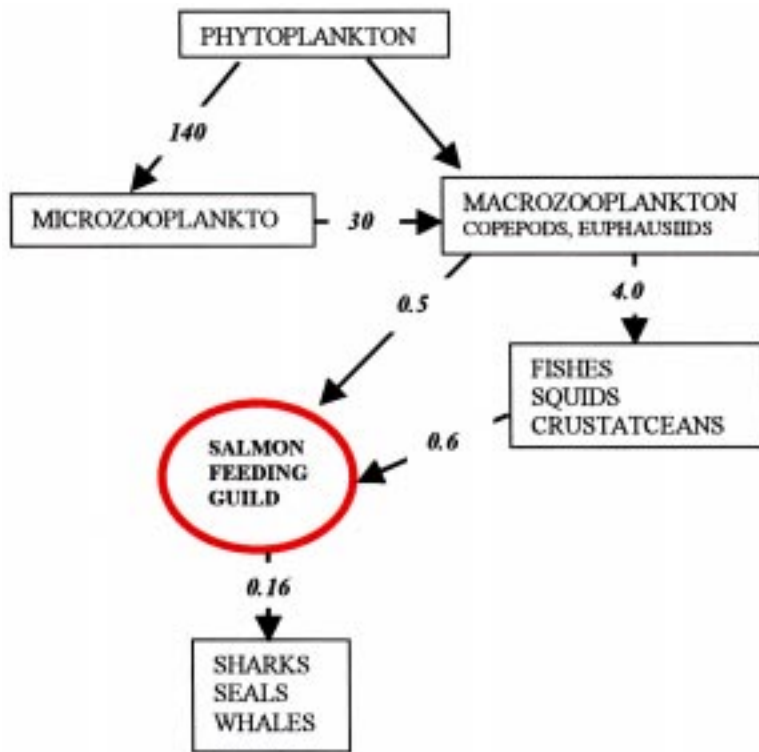 PHYTOPLANKTON
140
MICROZOOPLANKTO
30
MACROZOOPLANKTON
COPEPODS, EUPHAUSIIDS
0.5
4.0
FISHES
SQUIDS
CRUSTATCEANS
0.6
SALMON
FEEDING
GUILD
0.16
SHARKS
SEALS
WHALES